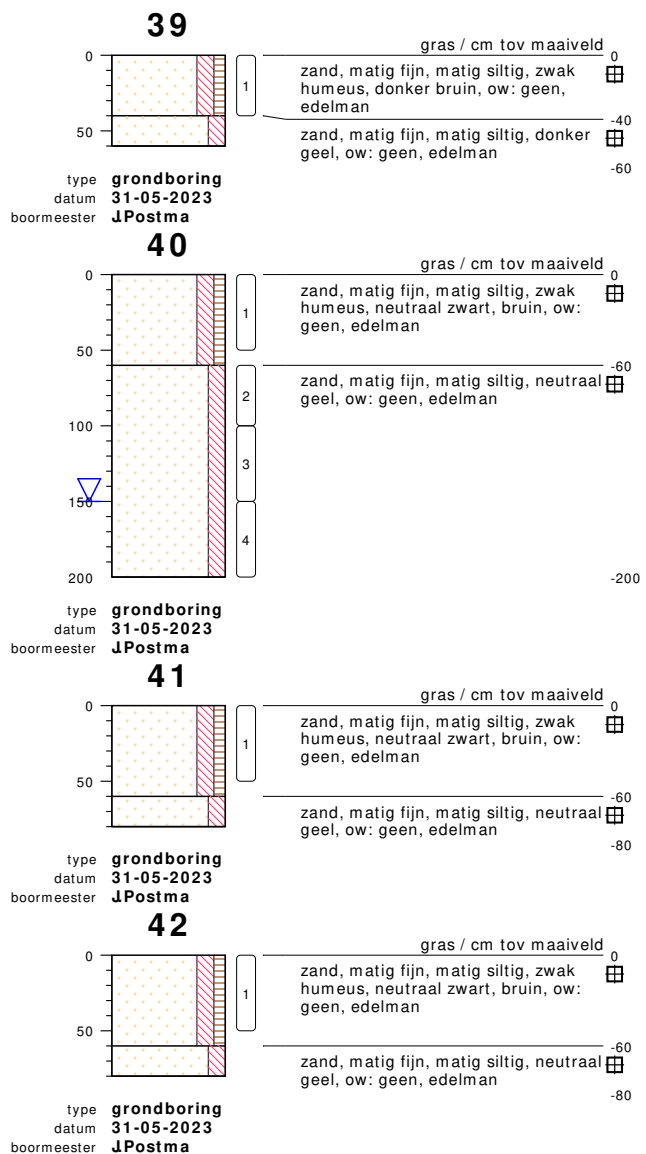 39
gras / cm tov maaiveld
0 0
zand, matig fijn, matig siltig, zwak
humeus, donker bruin, ow: geen,
edelman
1
-40
50
zand, matig fijn, matig siltig, donker
geel, ow: geen, edelman
-60
type grondboring
datum 31-05-2023
boormeester J.Postma
40
gras / cm tov maaiveld
0 0
zand, matig fijn, matig siltig, zwak
humeus, neutraal zwart, bruin, ow:
geen, edelman
1
50
-60
zand, matig fijn, matig siltig, neutraal
geel, ow: geen, edelman
2
100
3
150
4
200 -200
type grondboring
datum 31-05-2023
boormeester J.Postma
41
gras / cm tov maaiveld
0 0
zand, matig fijn, matig siltig, zwak
humeus, neutraal zwart, bruin, ow:
geen, edelman
1
50
-60
zand, matig fijn, matig siltig, neutraal
geel, ow: geen, edelman
-80
type grondboring
datum 31-05-2023
boormeester J.Postma
42
gras / cm tov maaiveld
0 0
zand, matig fijn, matig siltig, zwak
humeus, neutraal zwart, bruin, ow:
geen, edelman
1
50
-60
zand, matig fijn, matig siltig, neutraal
geel, ow: geen, edelman
-80
type grondboring
datum 31-05-2023
boormeester J.Postma